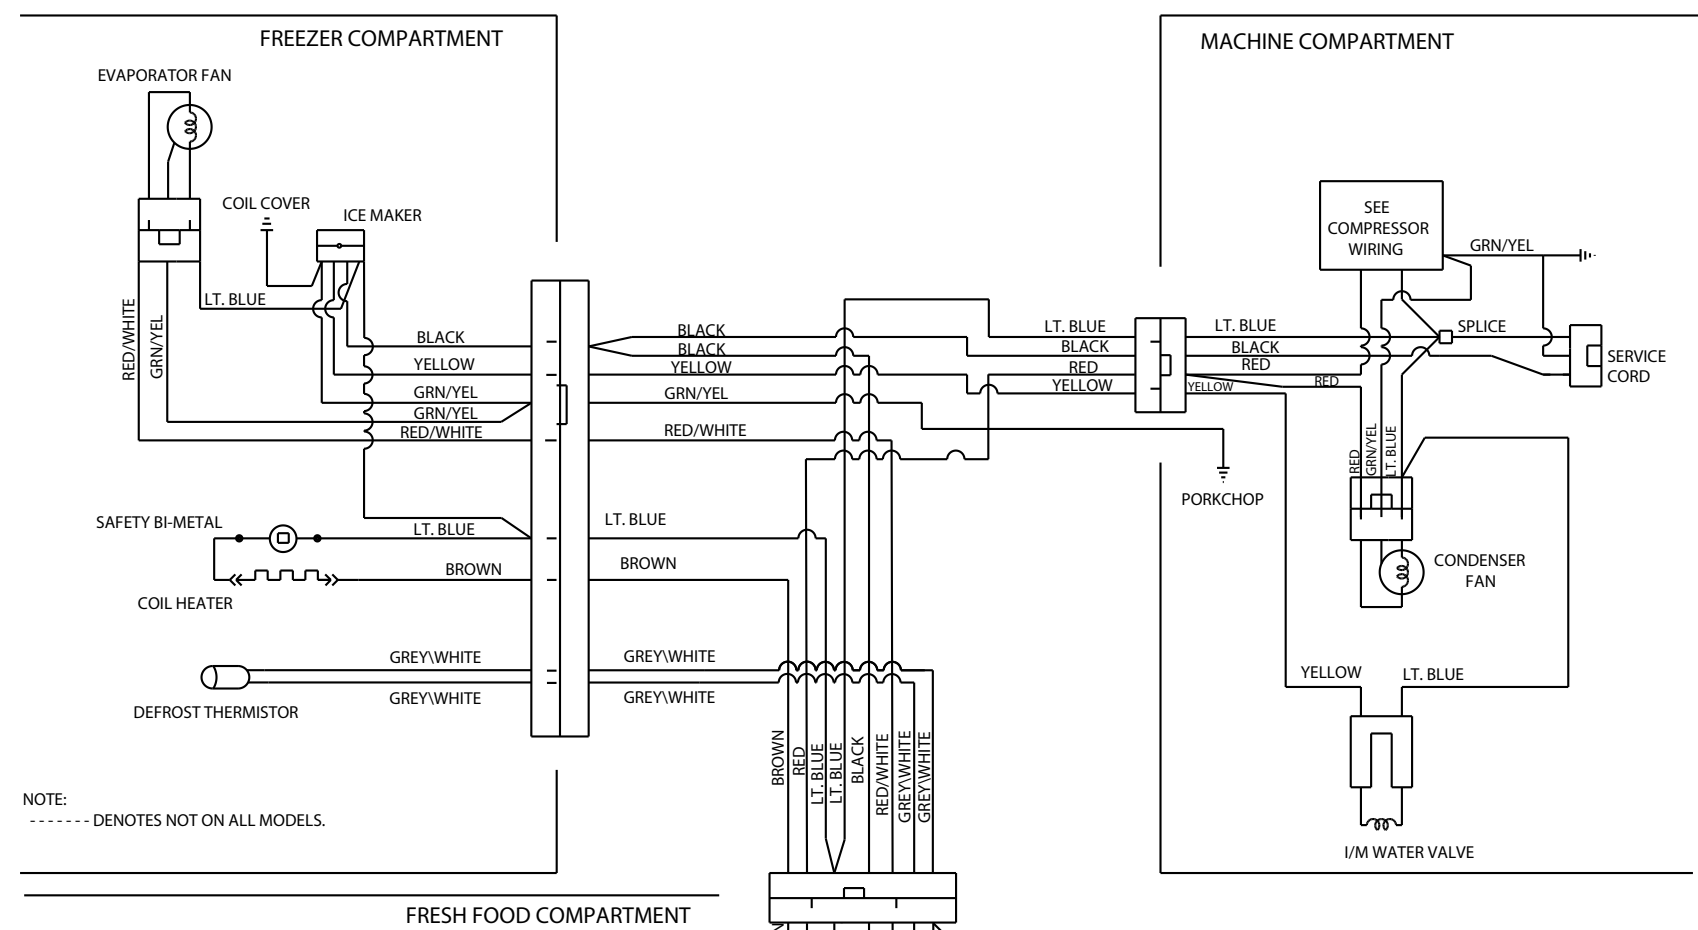 FREEZER COMPARTMENT
MACHINE COMPARTMENT
EVAPORATOR FAN
COIL COVER
ICE MAKER
SEE
COMPRESSOR
WIRING
GRN/YEL
LT. BLUE
RED/WHITE
GRN/YEL
BLACK
YELLOW
GRN/YEL
GRN/YEL
RED/WHITE
BLACK
BLACK
YELLOW
GRN/YEL
RED/WHITE
LT. BLUE
BLACK
RED
YELLOW
LT. BLUE
BLACK
RED
YELLOW
RED
SPLICE
SERVICE
CORD
RED
GRN/YEL
LT. BLUE
PORKCHOP
SAFETY BI-METAL
LT. BLUE
LT. BLUE
BROWN
BROWN
COIL HEATER
CONDENSER
FAN
GREY\WHITE
GREY\WHITE
GREY\WHITE
GREY\WHITE
DEFROST THERMISTOR
YELLOW
LT. BLUE
BROWN
RED
LT. BLUE
LT. BLUE
BLACK
RED/WHITE
GREY\WHITE
GREY\WHITE
NOTE:
- - - - - - - DENOTES NOT ON ALL MODELS.
I/M WATER VALVE
FRESH FOOD COMPARTMENT